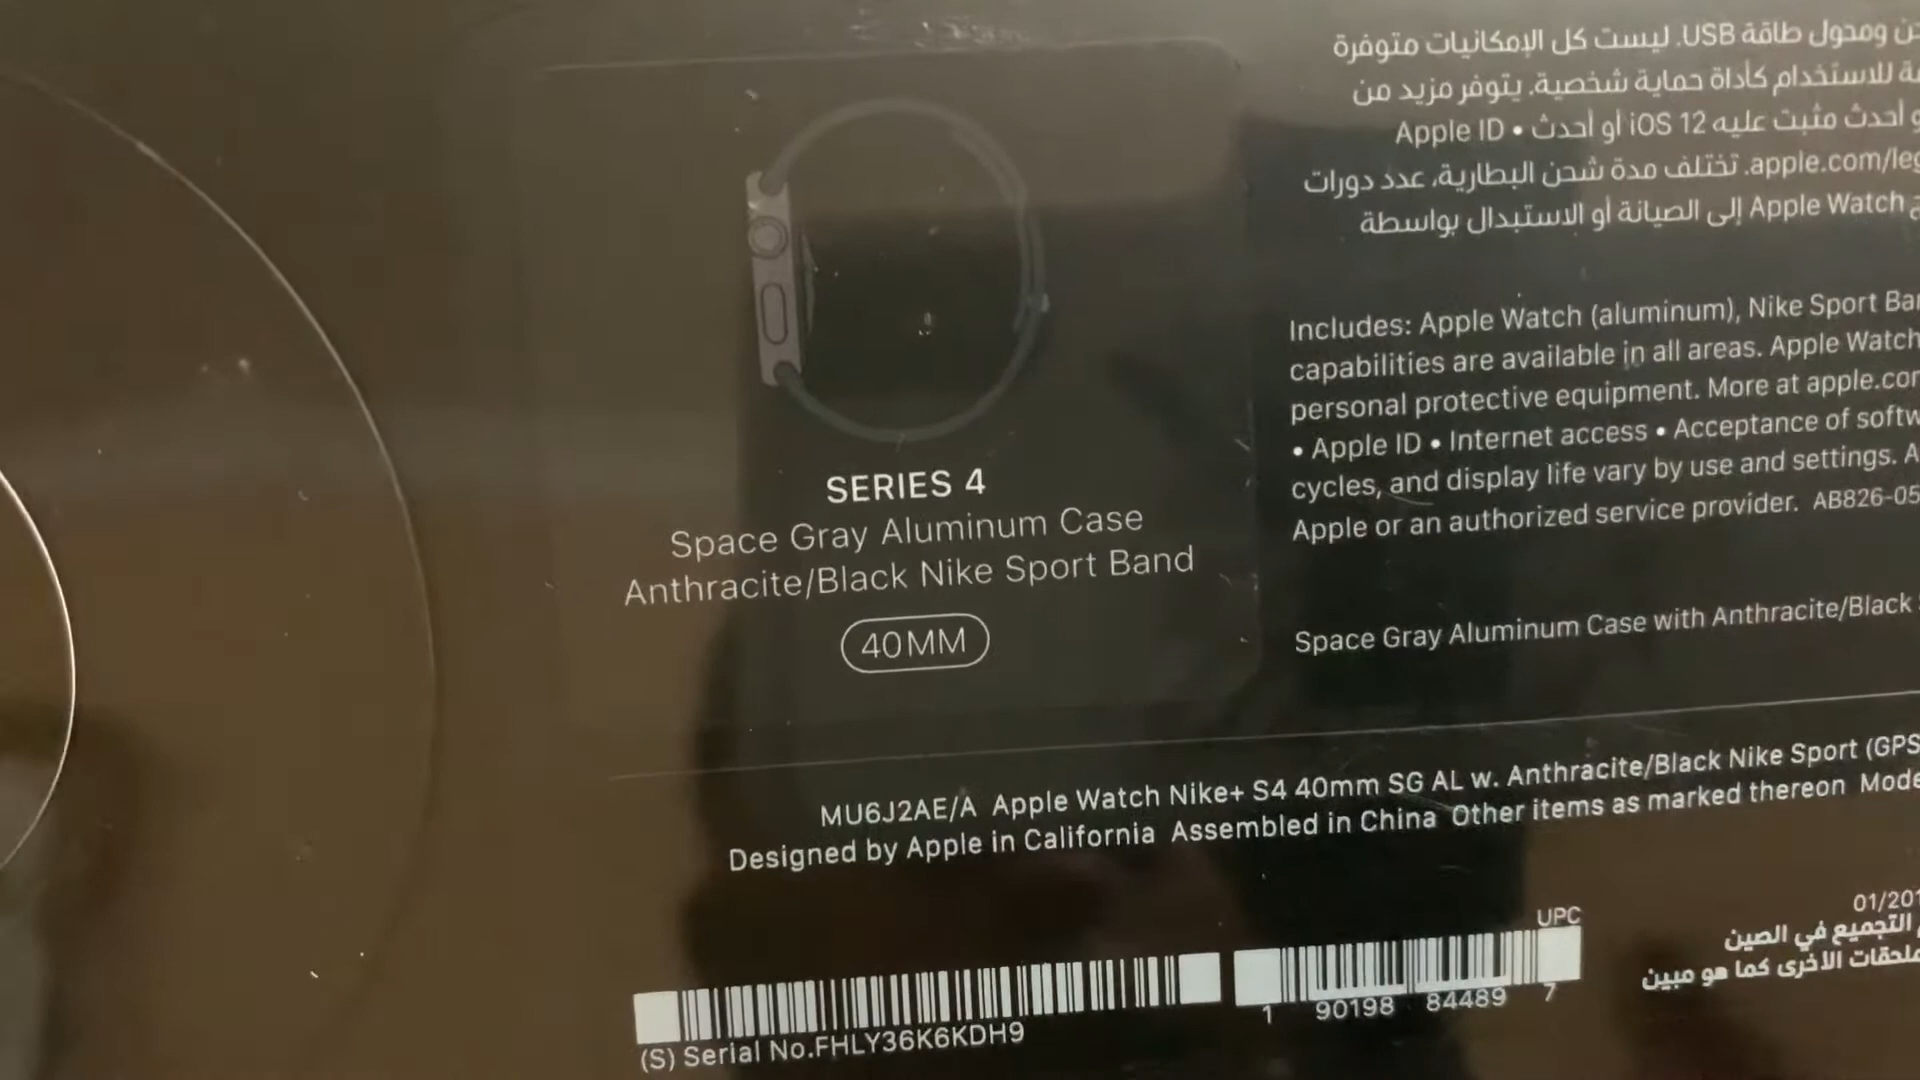 ومحول طاقة USB. ليست كل الإمكانيات متوفرة
للاستخدام كأداة حماية شخصية. يتوفر مزيد من
أحدث مثبت عليه iOS 12 أو أحدث • Apple ID
apple.com/leg. تختلف مدة شحن البطارية، عدد دورات
Apple Watch إلى الصيانة أو الاستبدال بواسطة
SERIES 4
Space Gray Aluminum Case
Anthracite/Black Nike Sport Band
40MM
Includes: Apple Watch (aluminum), Nike Sport Ba
capabilities are available in all areas. Apple Watch
personal protective equipment. More at apple.co
• Apple ID • Internet access • Acceptance of softw
cycles, and display life vary by use and settings. A
Apple or an authorized service provider. AB826-05
Space Gray Aluminum Case with Anthracite/Black
MU6J2AE/A Apple Watch Nike+ S4 40mm SG AL w. Anthracite/Black Nike Sport (GPS
Designed by Apple in California Assembled in China Other items as marked thereon Mode
01/201
التجميع في الصين
الأخرى كما هو مبين
UPC
1 90198 84489 7
(S) Serial No.FHLY36K6KDH9